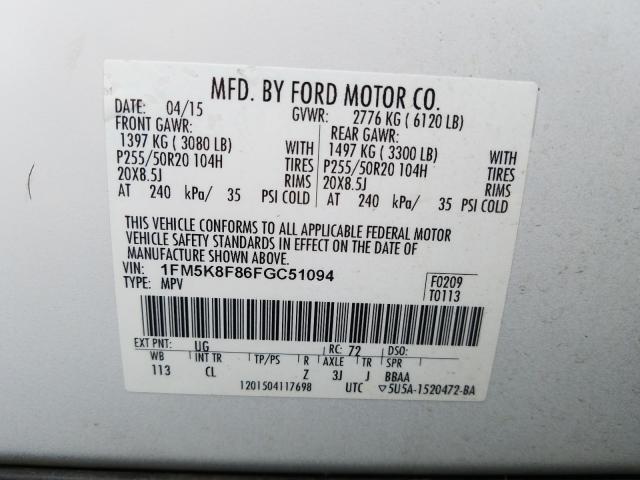 MFD. BY FORD MOTOR CO.
DATE: 04/15 GVWR: 2776 KG ( 6120 LB)
FRONT GAWR: REAR GAWR:
1397 KG ( 3080 LB) WITH 1497 KG ( 3300 LB) WITH
P255/50R20 104H TIRES P255/50R20 104H TIRES
20X8.5J RIMS 20X8.5J RIMS
AT 240 kPa/ 35 PSI COLD AT 240 kPa/ 35 PSI COLD
THIS VEHICLE CONFORMS TO ALL APPLICABLE FEDERAL MOTOR
VEHICLE SAFETY STANDARDS IN EFFECT ON THE DATE OF
MANUFACTURE SHOWN ABOVE.
VIN: 1FM5K8F86FGC51094 F0209
TYPE: MPV T0113
EXT PNT: UG RC: 72 DSO:
WB INT TR TP/PS R AXLE TR SPR
113 CL Z 3J J BBAA
1201504117698 UTC ▽5U5A-1520472-BA